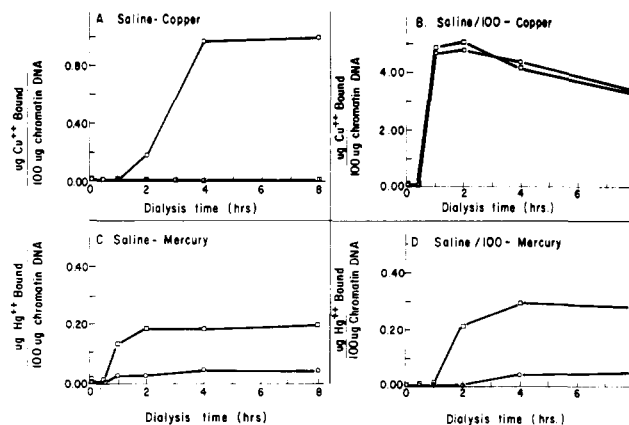 A Saline-Copper
ug Cu++ Bound
100 ug chromatin DNA
0.80
0.40
0.00
0
2
4
6
8
Dialysis time (hrs)
B. Saline/100-Copper
ug Cu++ Bound
100 ug chromatin DNA
4.00
2.00
0.00
0
2
4
6
Dialysis time (hrs.)
C Saline-Mercury
ug Hg++ Bound
100 ug chromatin DNA
0.40
0.20
0.00
0
2
4
6
8
Dialysis time (hrs)
D Saline/100-Mercury
ug Hg++ Bound
100ug chromatin DNA
0.40
0.20
0.00
0
2
4
6
Dialysis time (hrs.)